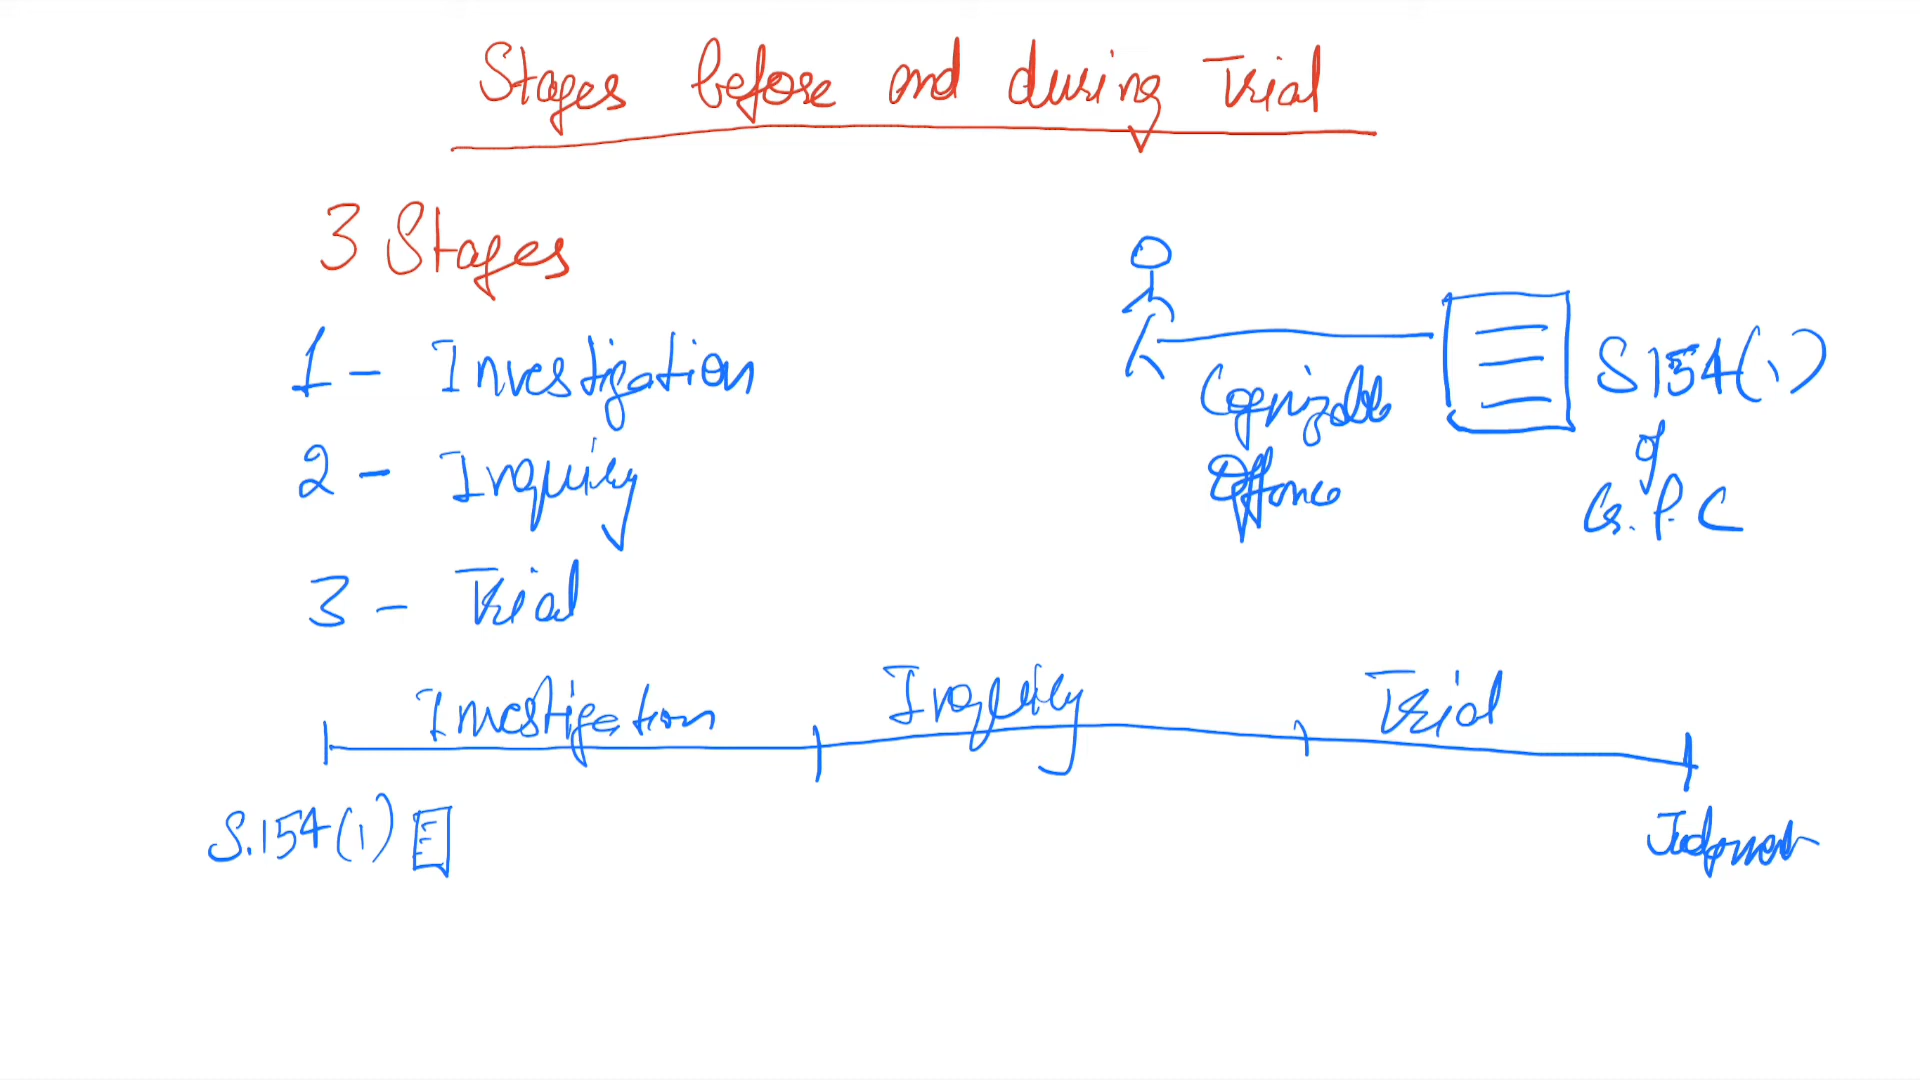 Stages before and during Trial
3 Stages
1 - Investigation
2 - Inquiry
3 - Trial
Cognizable
Offence
S 154(1)
of
Cr. P. C
Investigation
Inquiry
Trial
S.154(1)
Judgment